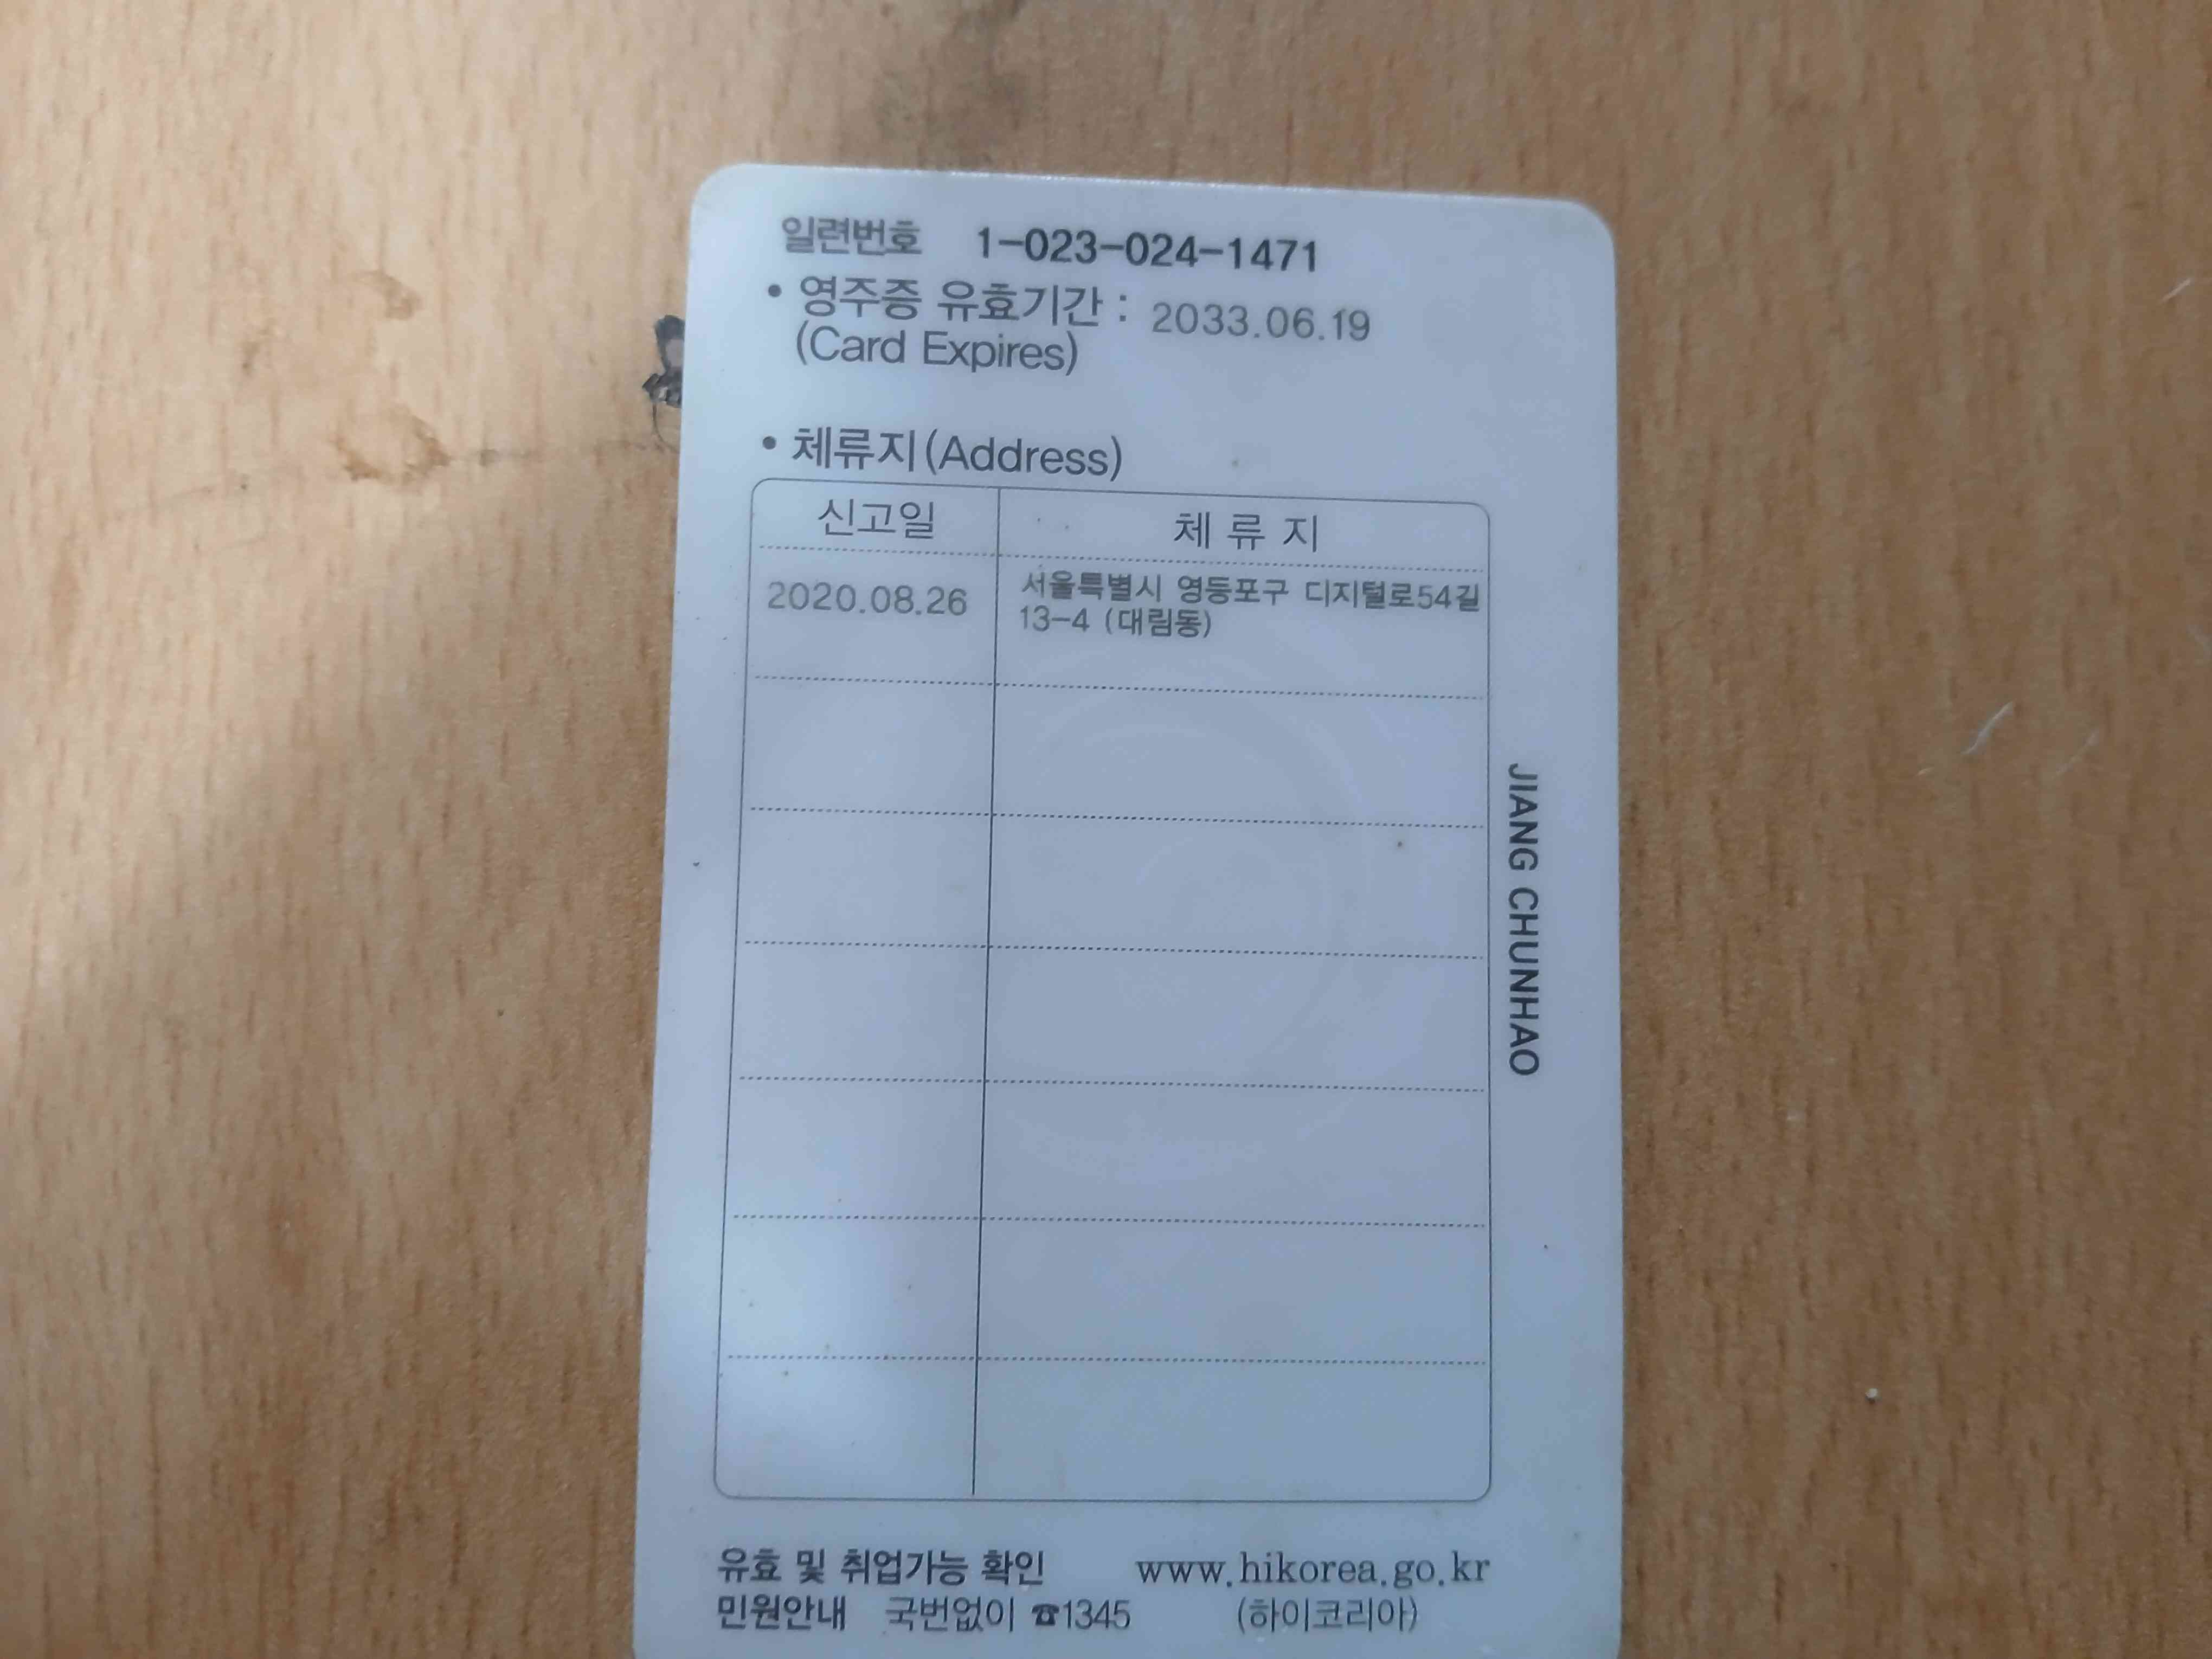 일련번호 1-023-024-1471
• 영주증 유효기간 : 2033.06.19
(Card Expires)
• 체류지(Address)
신고일 체 류 지
2020.08.26 서울특별시 영등포구 디지털로54길
13-4 (대림동)
JIANG CHUNHAO
유효 및 취업가능 확인 www.hikorea.go.kr
민원안내 국번없이 ☎1345 (하이코리아)